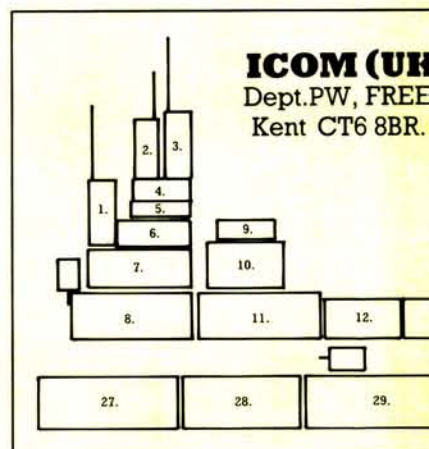 ICOM (UK
Dept.PW, FREE
Kent CT6 8BR.
2. 3.
4.
1. 5.
6. 9.
7. 10.
8. 11. 12.
27. 28. 29.